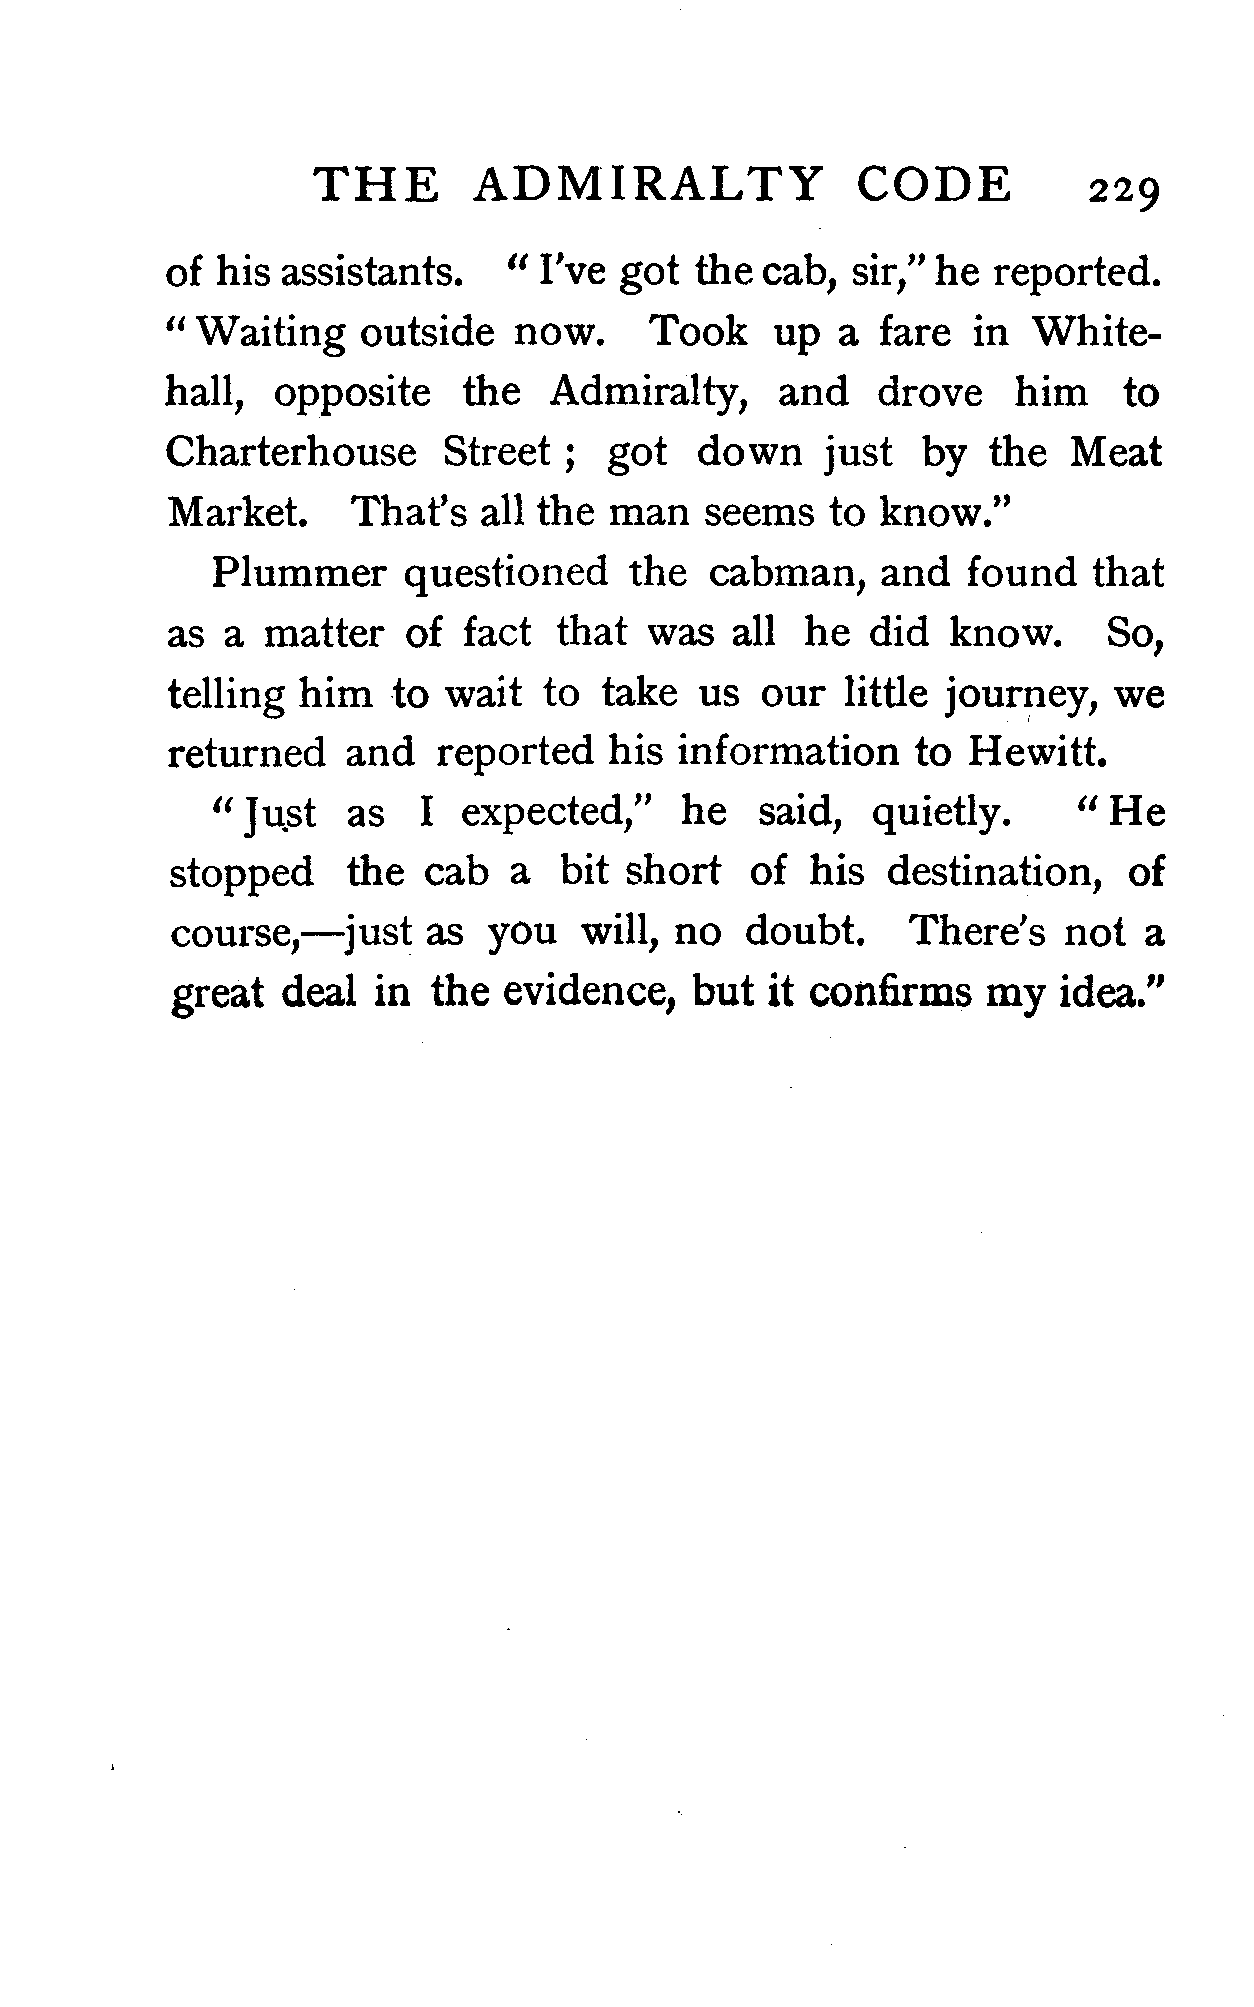 THE ADMIRALTY CODE 229
of his assistants. "I've got the cab, sir," he reported.
"Waiting outside now. Took up a fare in White-
hall, opposite the Admiralty, and drove him to
Charterhouse Street; got down just by the Meat
Market. That's all the man seems to know."
Plummer questioned the cabman, and found that
as a matter of fact that was all he did know. So,
telling him to wait to take us our little journey, we
returned and reported his information to Hewitt.
"Just as I expected," he said, quietly. "He
stopped the cab a bit short of his destination, of
course,—just as you will, no doubt. There's not a
great deal in the evidence, but it confirms my idea."